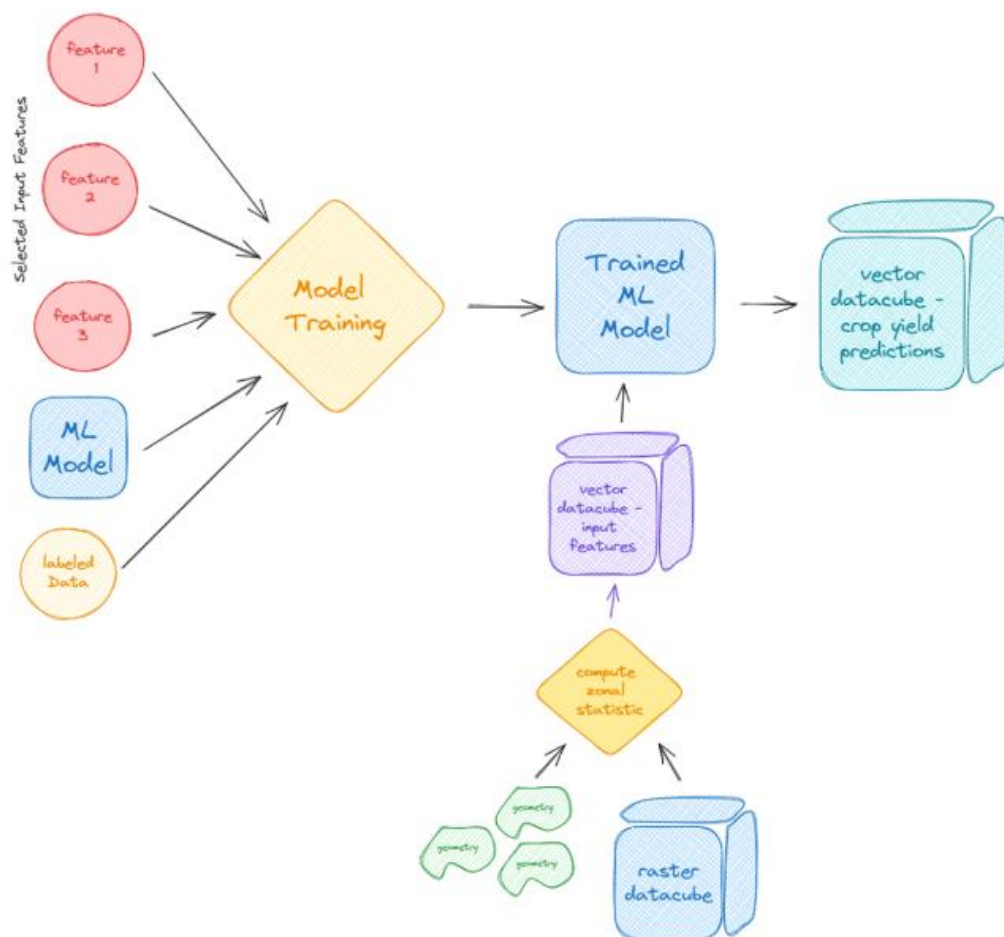 Selected Input Features
feature
1
feature
2
feature
3
ML
Model
labeled
Data
Model
Training
Trained
ML
Model
vector
datacube -
crop yield
predictions
vector
datacube -
input
features
compute
zonal
statistic
geometry
geometry
geometry
raster
datacube